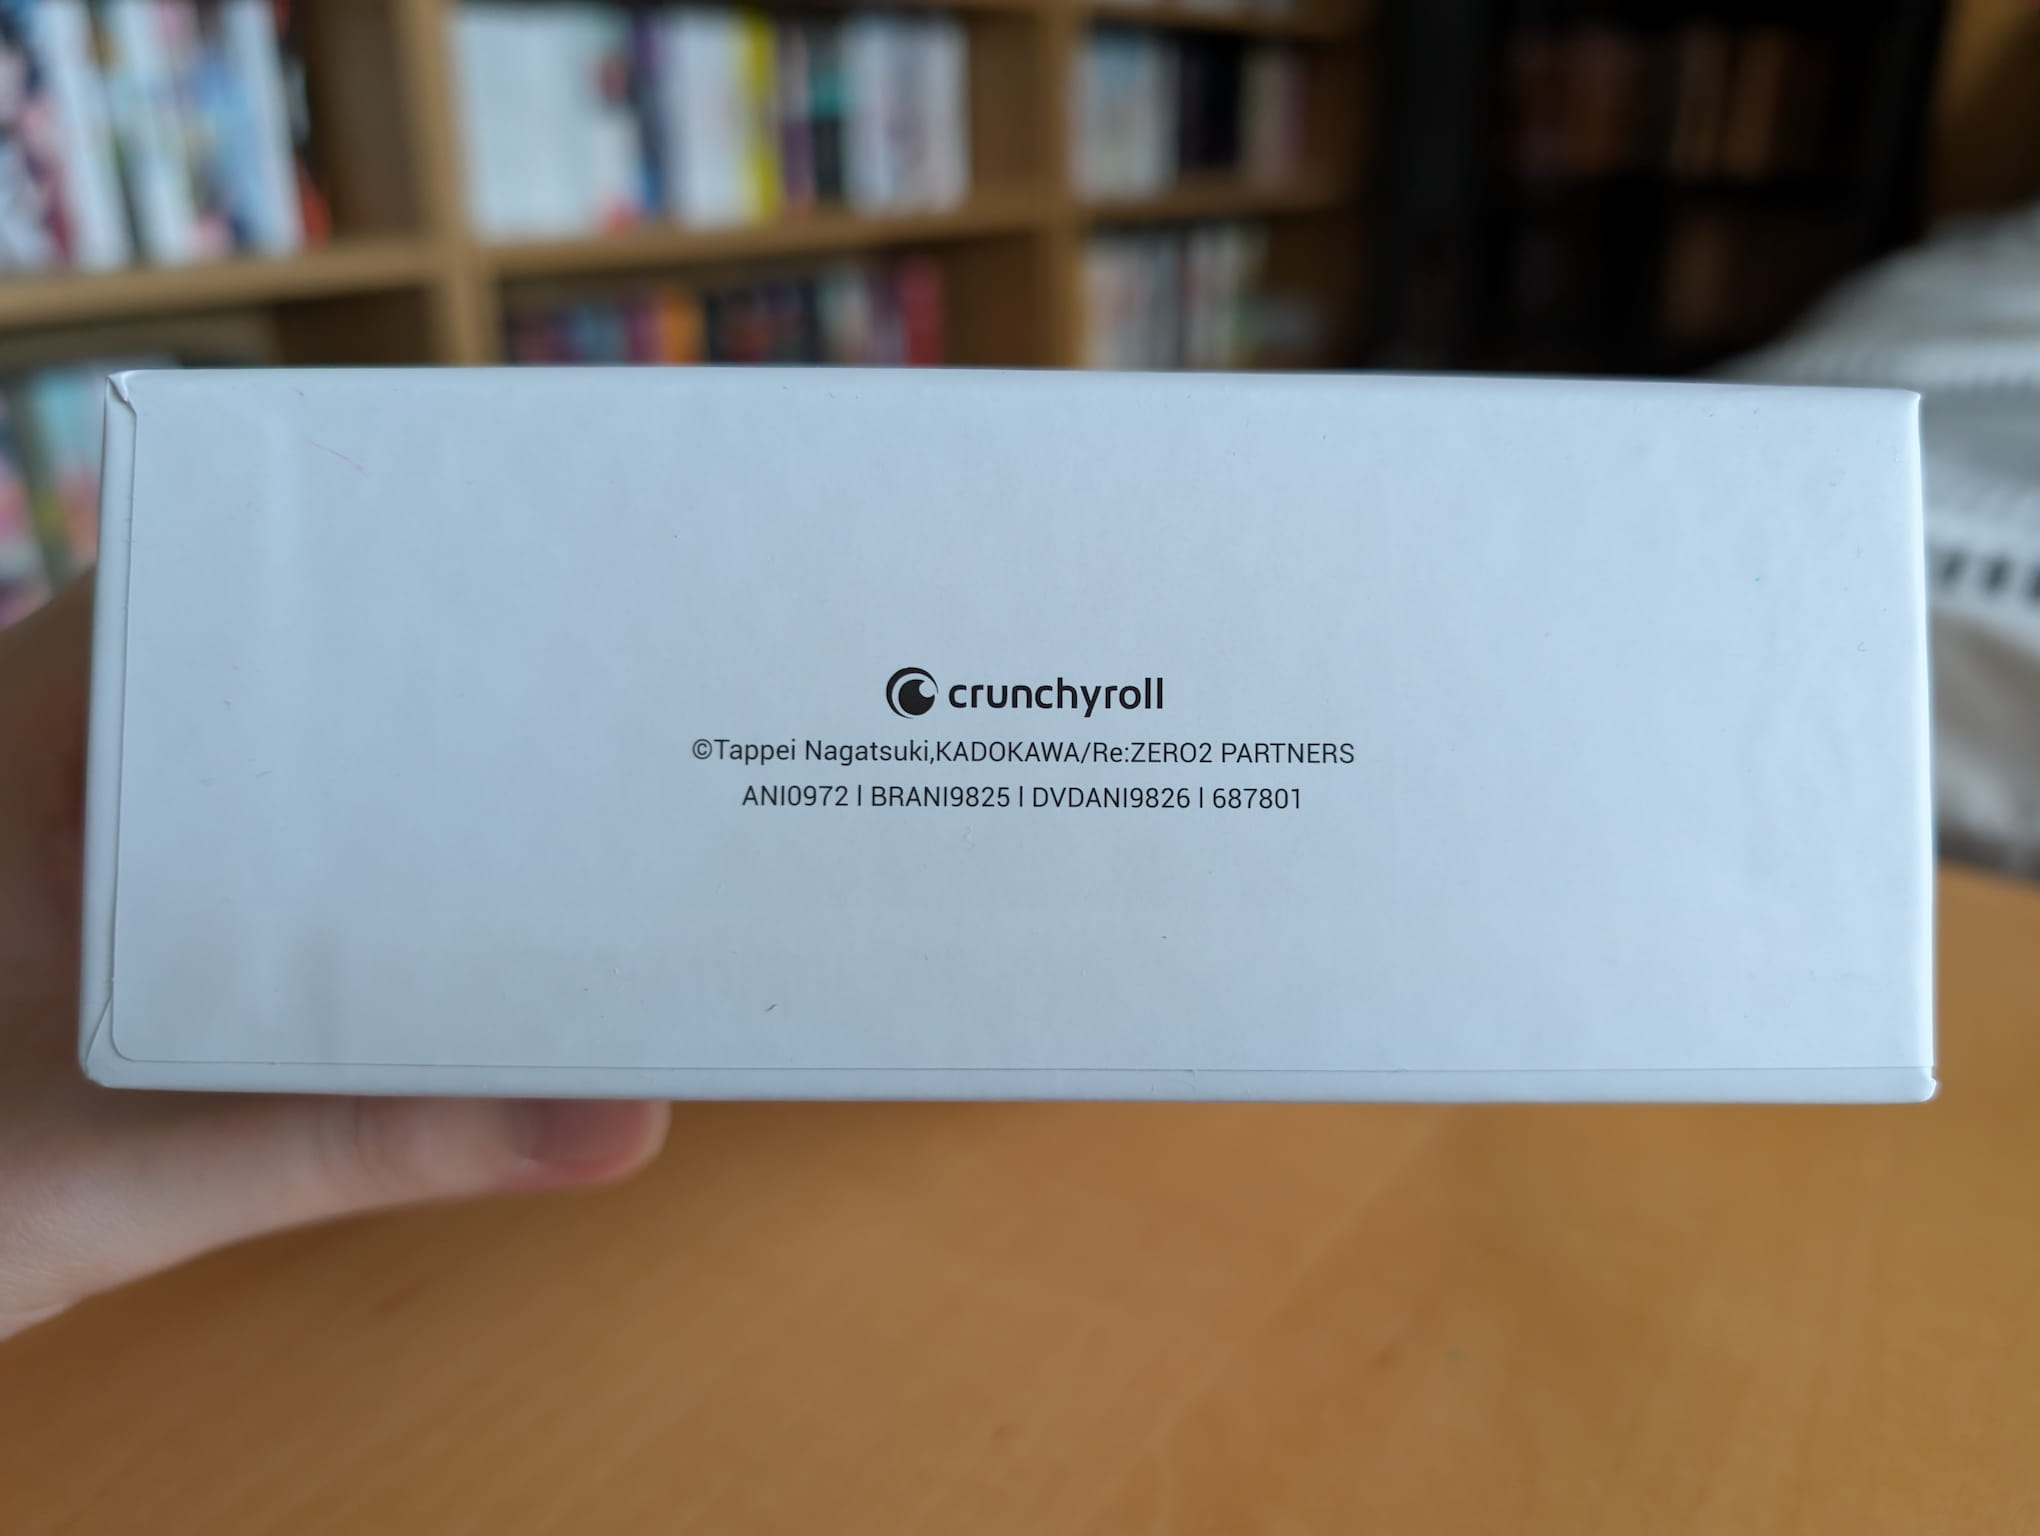 crunchyroll
©Tappei Nagatsuki,KADOKAWA/Re:ZERO2 PARTNERS
ANI0972 | BRANI9825 | DVDANI9826 | 687801